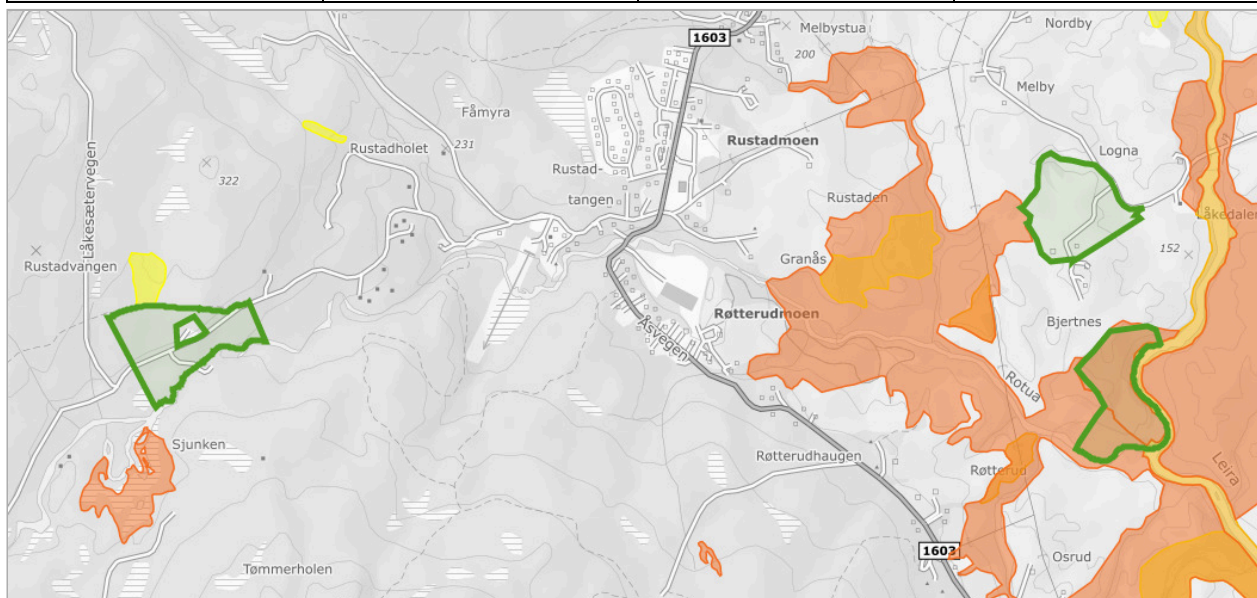 1603
Melbystua
Nordby
200
Melby
Fåmyra
231
Rustadholet
Rustadmoen
Logna
322
Rustad-
tangen
Rustaden
Låkesætervegen
Låkedalen
152
Rustadvangen
Granås
Røtterudmoen
Bjertnes
Åsvegen
Rotua
Sjunken
Røtterudhaugen
Røtterud
Leira
1603
Osrud
Tømmerholen